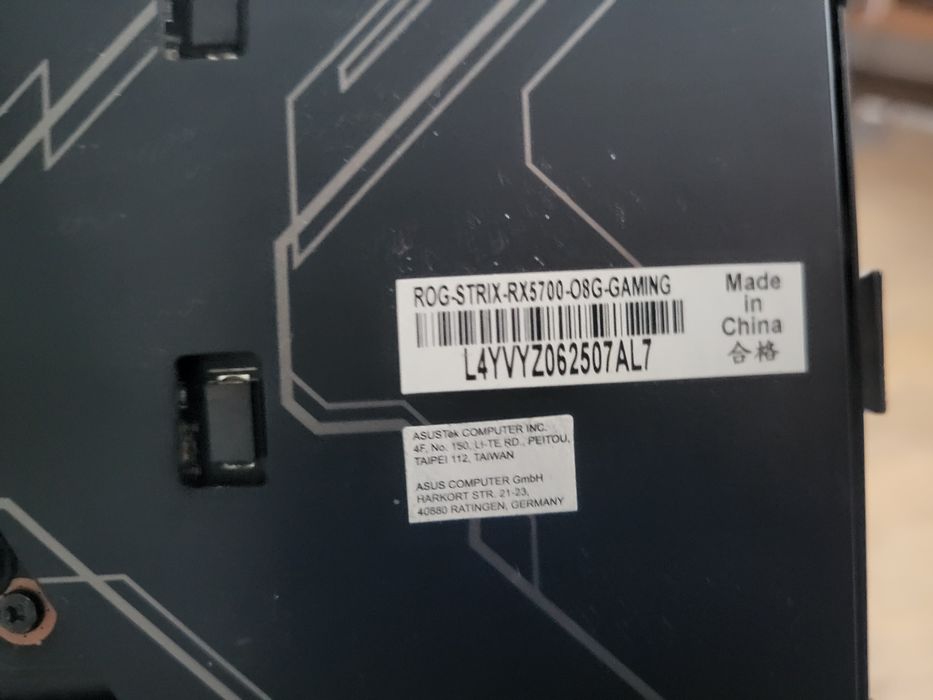 ROG-STRIX-RX5700-O8G-GAMING
L4YVYZ062507AL7
Made
in
China
合格
ASUSTek COMPUTER INC.
4F, No. 150, LI-TE RD., PEITOU,
TAIPEI 112, TAIWAN
ASUS COMPUTER GmbH
HARKORT STR. 21-23,
40880 RATINGEN, GERMANY